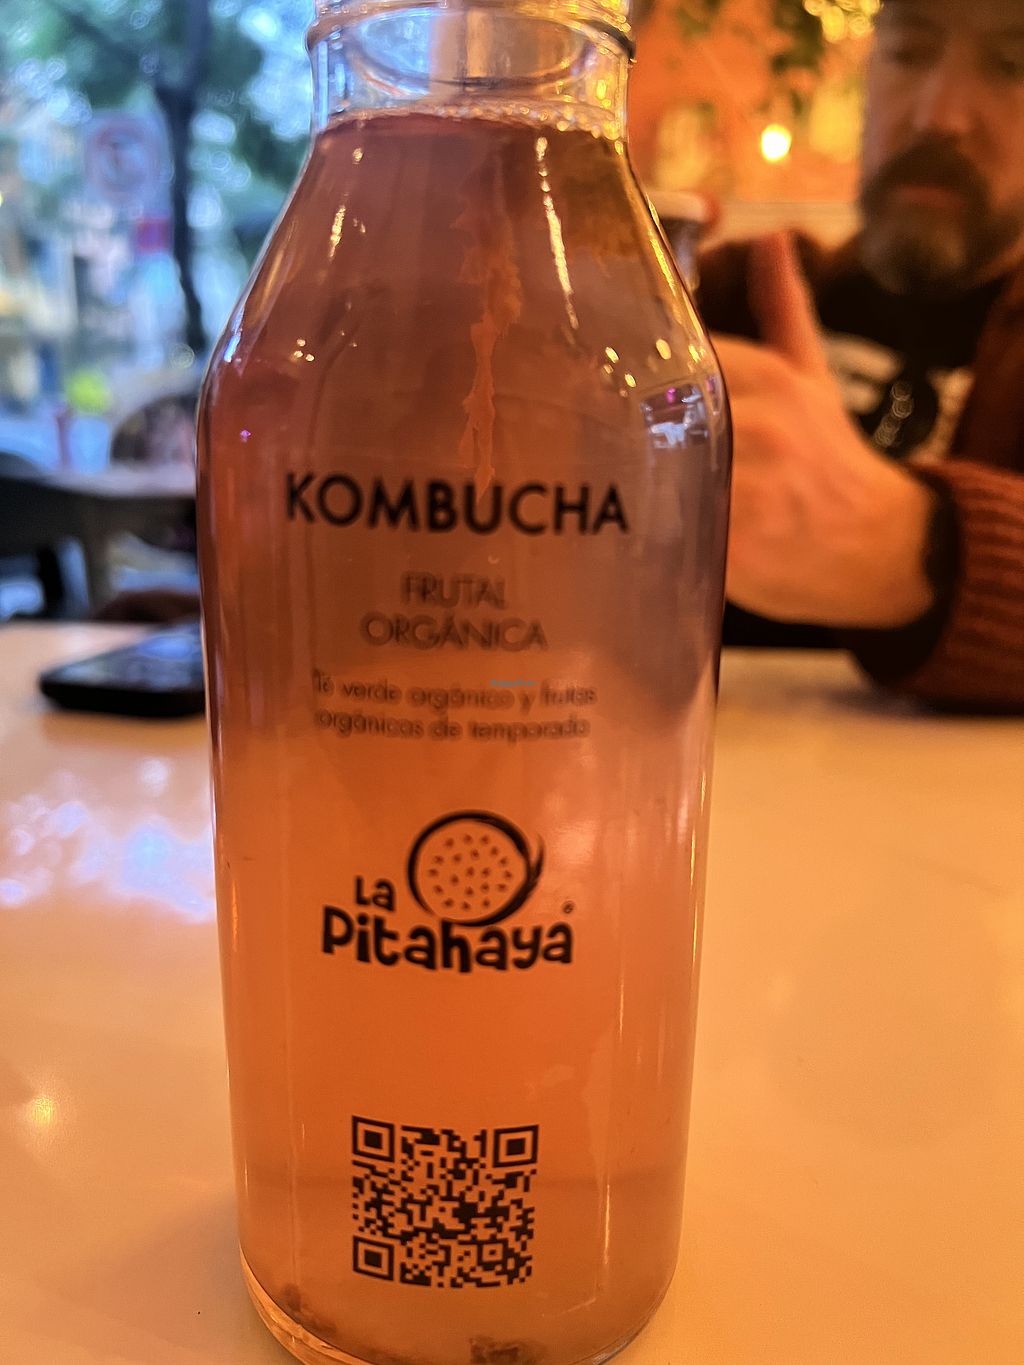 KOMBUCHA
FRUTAL
ORGÁNICA
Té verde orgánico y frutas
orgánicas de temporada
La
Pitahaya